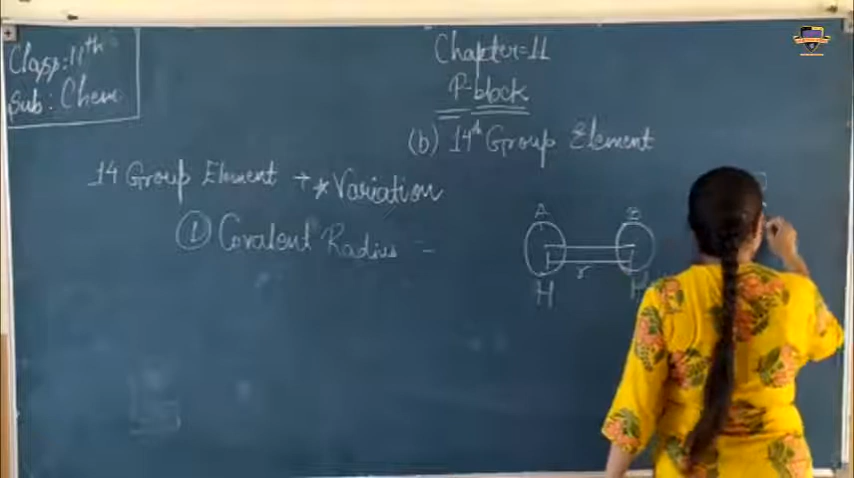 Class: 11th
Sub: Chem
Chapter=11
P-block
(b) 14th Group Element
14 Group Element → * Variation
① Covalent Radius =
A B
r
H H